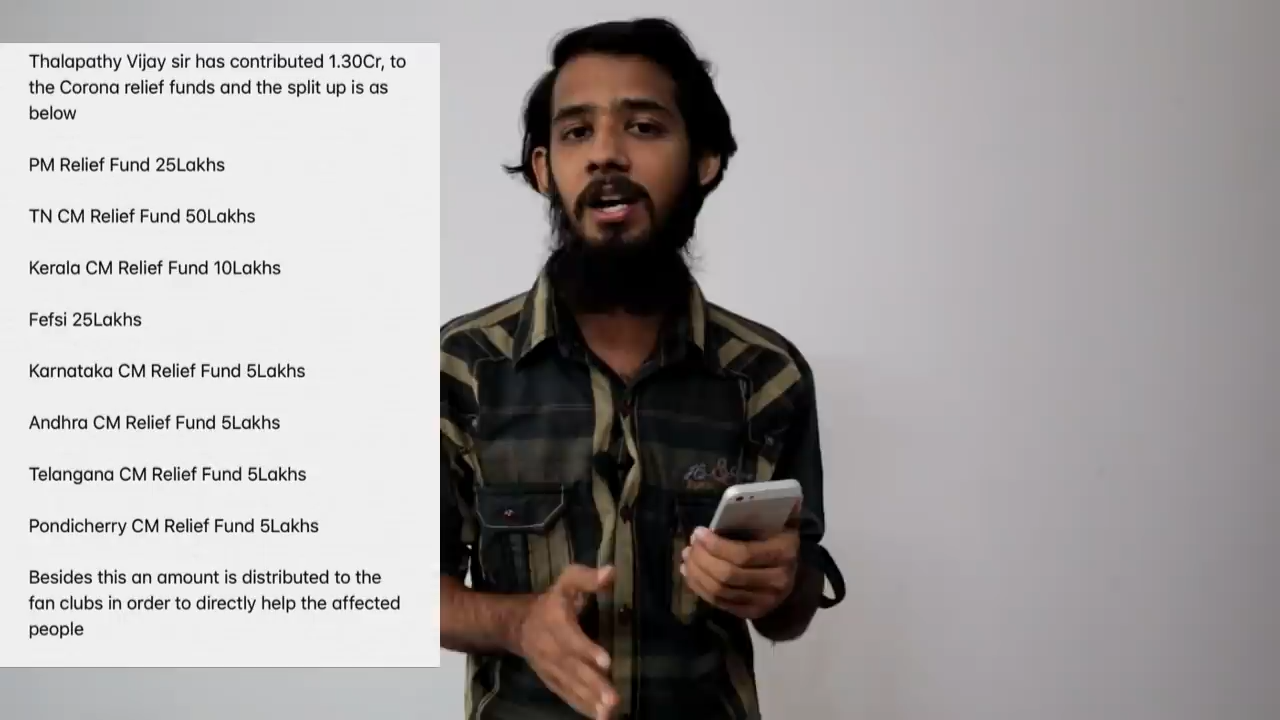 Thalapathy Vijay sir has contributed 1.30Cr, to
the Corona relief funds and the split up is as
below
PM Relief Fund 25Lakhs
TN CM Relief Fund 50Lakhs
Kerala CM Relief Fund 10Lakhs
Fefsi 25Lakhs
Karnataka CM Relief Fund 5Lakhs
Andhra CM Relief Fund 5Lakhs
Telangana CM Relief Fund 5Lakhs
Pondicherry CM Relief Fund 5Lakhs
Besides this an amount is distributed to the
fan clubs in order to directly help the affected
people